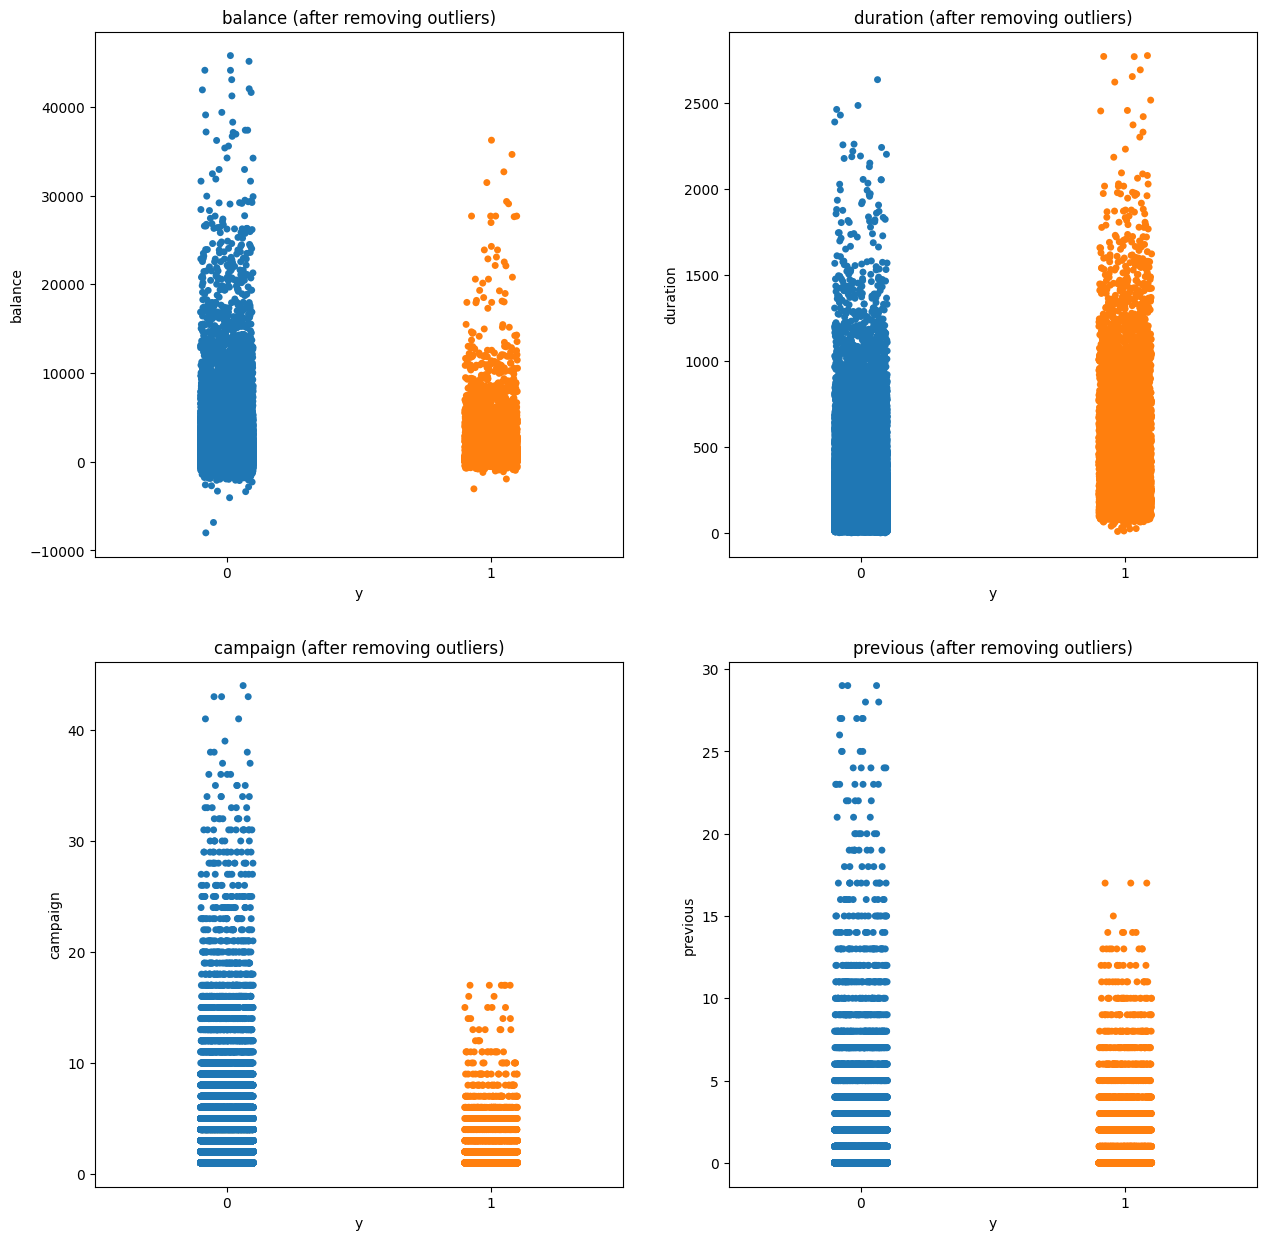 balance (after removing outliers)
balance
40000
30000
20000
10000
0
−10000
0 1
y
duration (after removing outliers)
duration
2500
2000
1500
1000
500
0
0 1
y
campaign (after removing outliers)
campaign
40
30
20
10
0
0 1
y
previous (after removing outliers)
previous
30
25
20
15
10
5
0
0 1
y